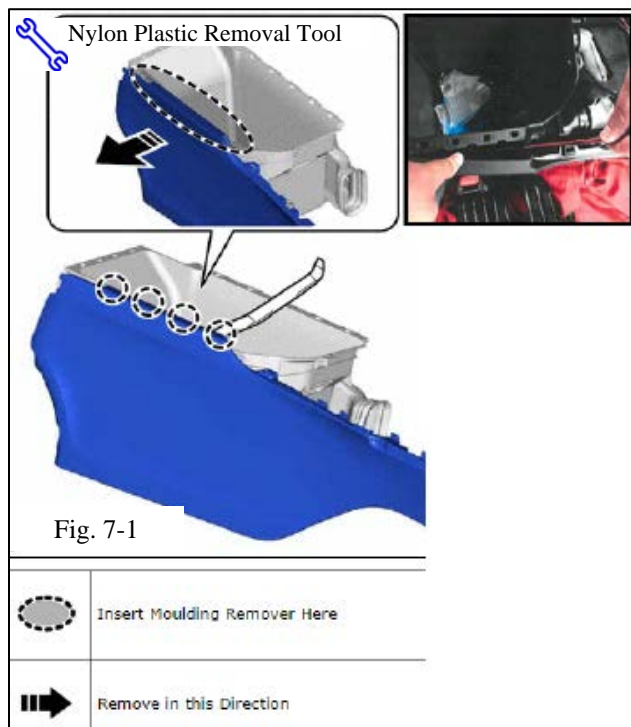 Nylon Plastic Removal Tool
Fig. 7-1
Insert Moulding Remover Here
Remove in this Direction